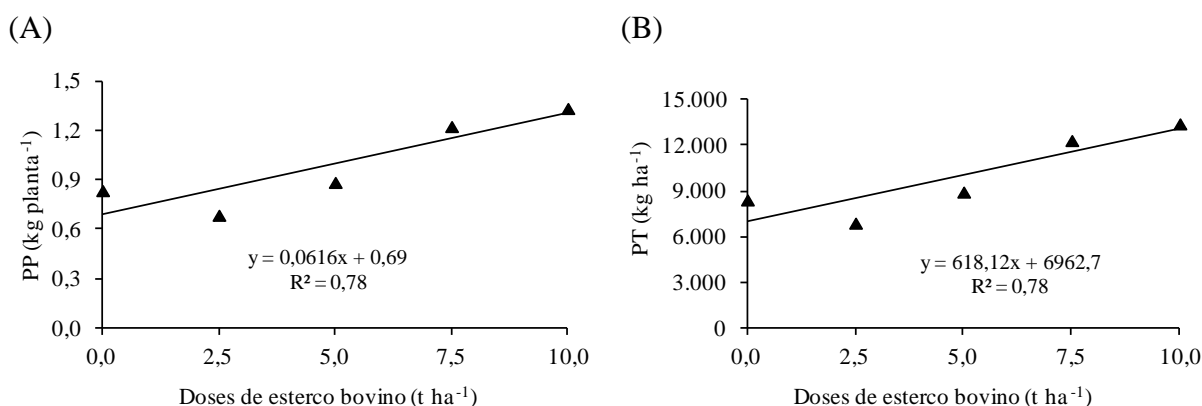 (A)
1,5
1,2
0,9
0,6
0,3
0,0
PP (kg planta⁻¹)
y = 0,0616x + 0,69
R² = 0,78
0,0 2,5 5,0 7,5 10,0
Doses de esterco bovino (t ha⁻¹)
(B)
15.000
12.000
9.000
6.000
3.000
0
PT (kg ha⁻¹)
y = 618,12x + 6962,7
R² = 0,78
0,0 2,5 5,0 7,5 10,0
Doses de esterco bovino (t ha⁻¹)